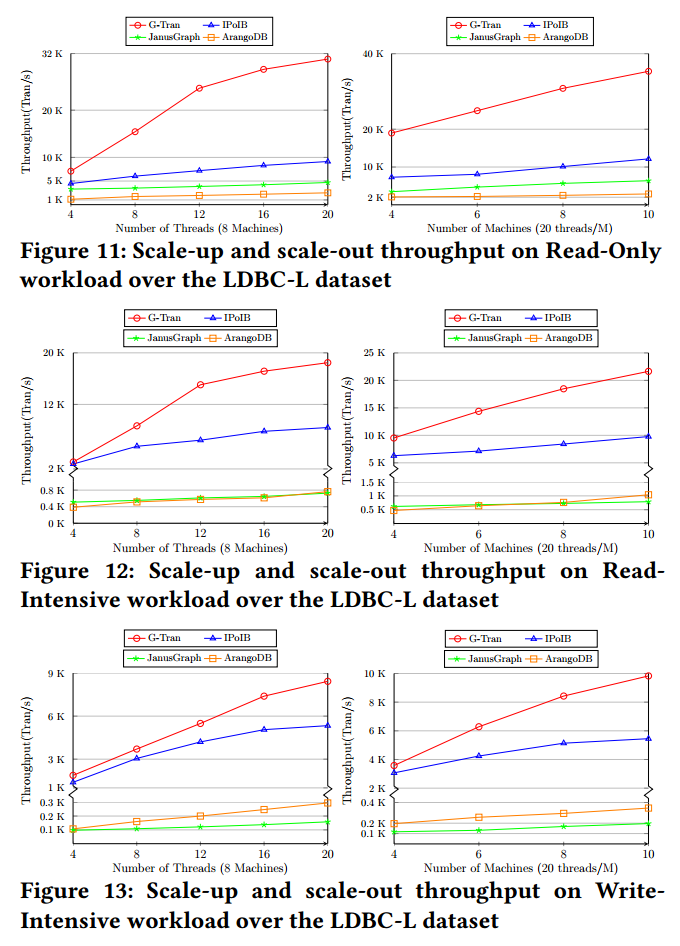 G-Tran IPoIB
JanusGraph ArangoDB
32 K
20 K
10 K
5 K
1 K
Throughput(Tran/s)
4 8 12 16 20
Number of Threads (8 Machines)
G-Tran IPoIB
JanusGraph ArangoDB
40 K
20 K
10 K
2 K
Throughput(Tran/s)
4 6 8 10
Number of Machines (20 threads/M)
Figure 11: Scale-up and scale-out throughput on Read-Only
workload over the LDBC-L dataset
G-Tran IPoIB
JanusGraph ArangoDB
20 K
12 K
2 K
0.8 K
0.4 K
0 K
Throughput(Tran/s)
4 8 12 16 20
Number of Threads (8 Machines)
G-Tran IPoIB
JanusGraph ArangoDB
25 K
20 K
15 K
10 K
5 K
1.5 K
1 K
0.5 K
Throughput(Tran/s)
4 6 8 10
Number of Machines (20 threads/M)
Figure 12: Scale-up and scale-out throughput on Read-
Intensive workload over the LDBC-L dataset
G-Tran IPoIB
JanusGraph ArangoDB
9 K
6 K
3 K
1 K
0.3 K
0.2 K
0.1 K
Throughput(Tran/s)
4 8 12 16 20
Number of Threads (8 Machines)
G-Tran IPoIB
JanusGraph ArangoDB
10 K
8 K
6 K
4 K
2 K
0.4 K
0.2 K
0.1 K
Throughput(Tran/s)
4 6 8 10
Number of Machines (20 threads/M)
Figure 13: Scale-up and scale-out throughput on Write-
Intensive workload over the LDBC-L dataset